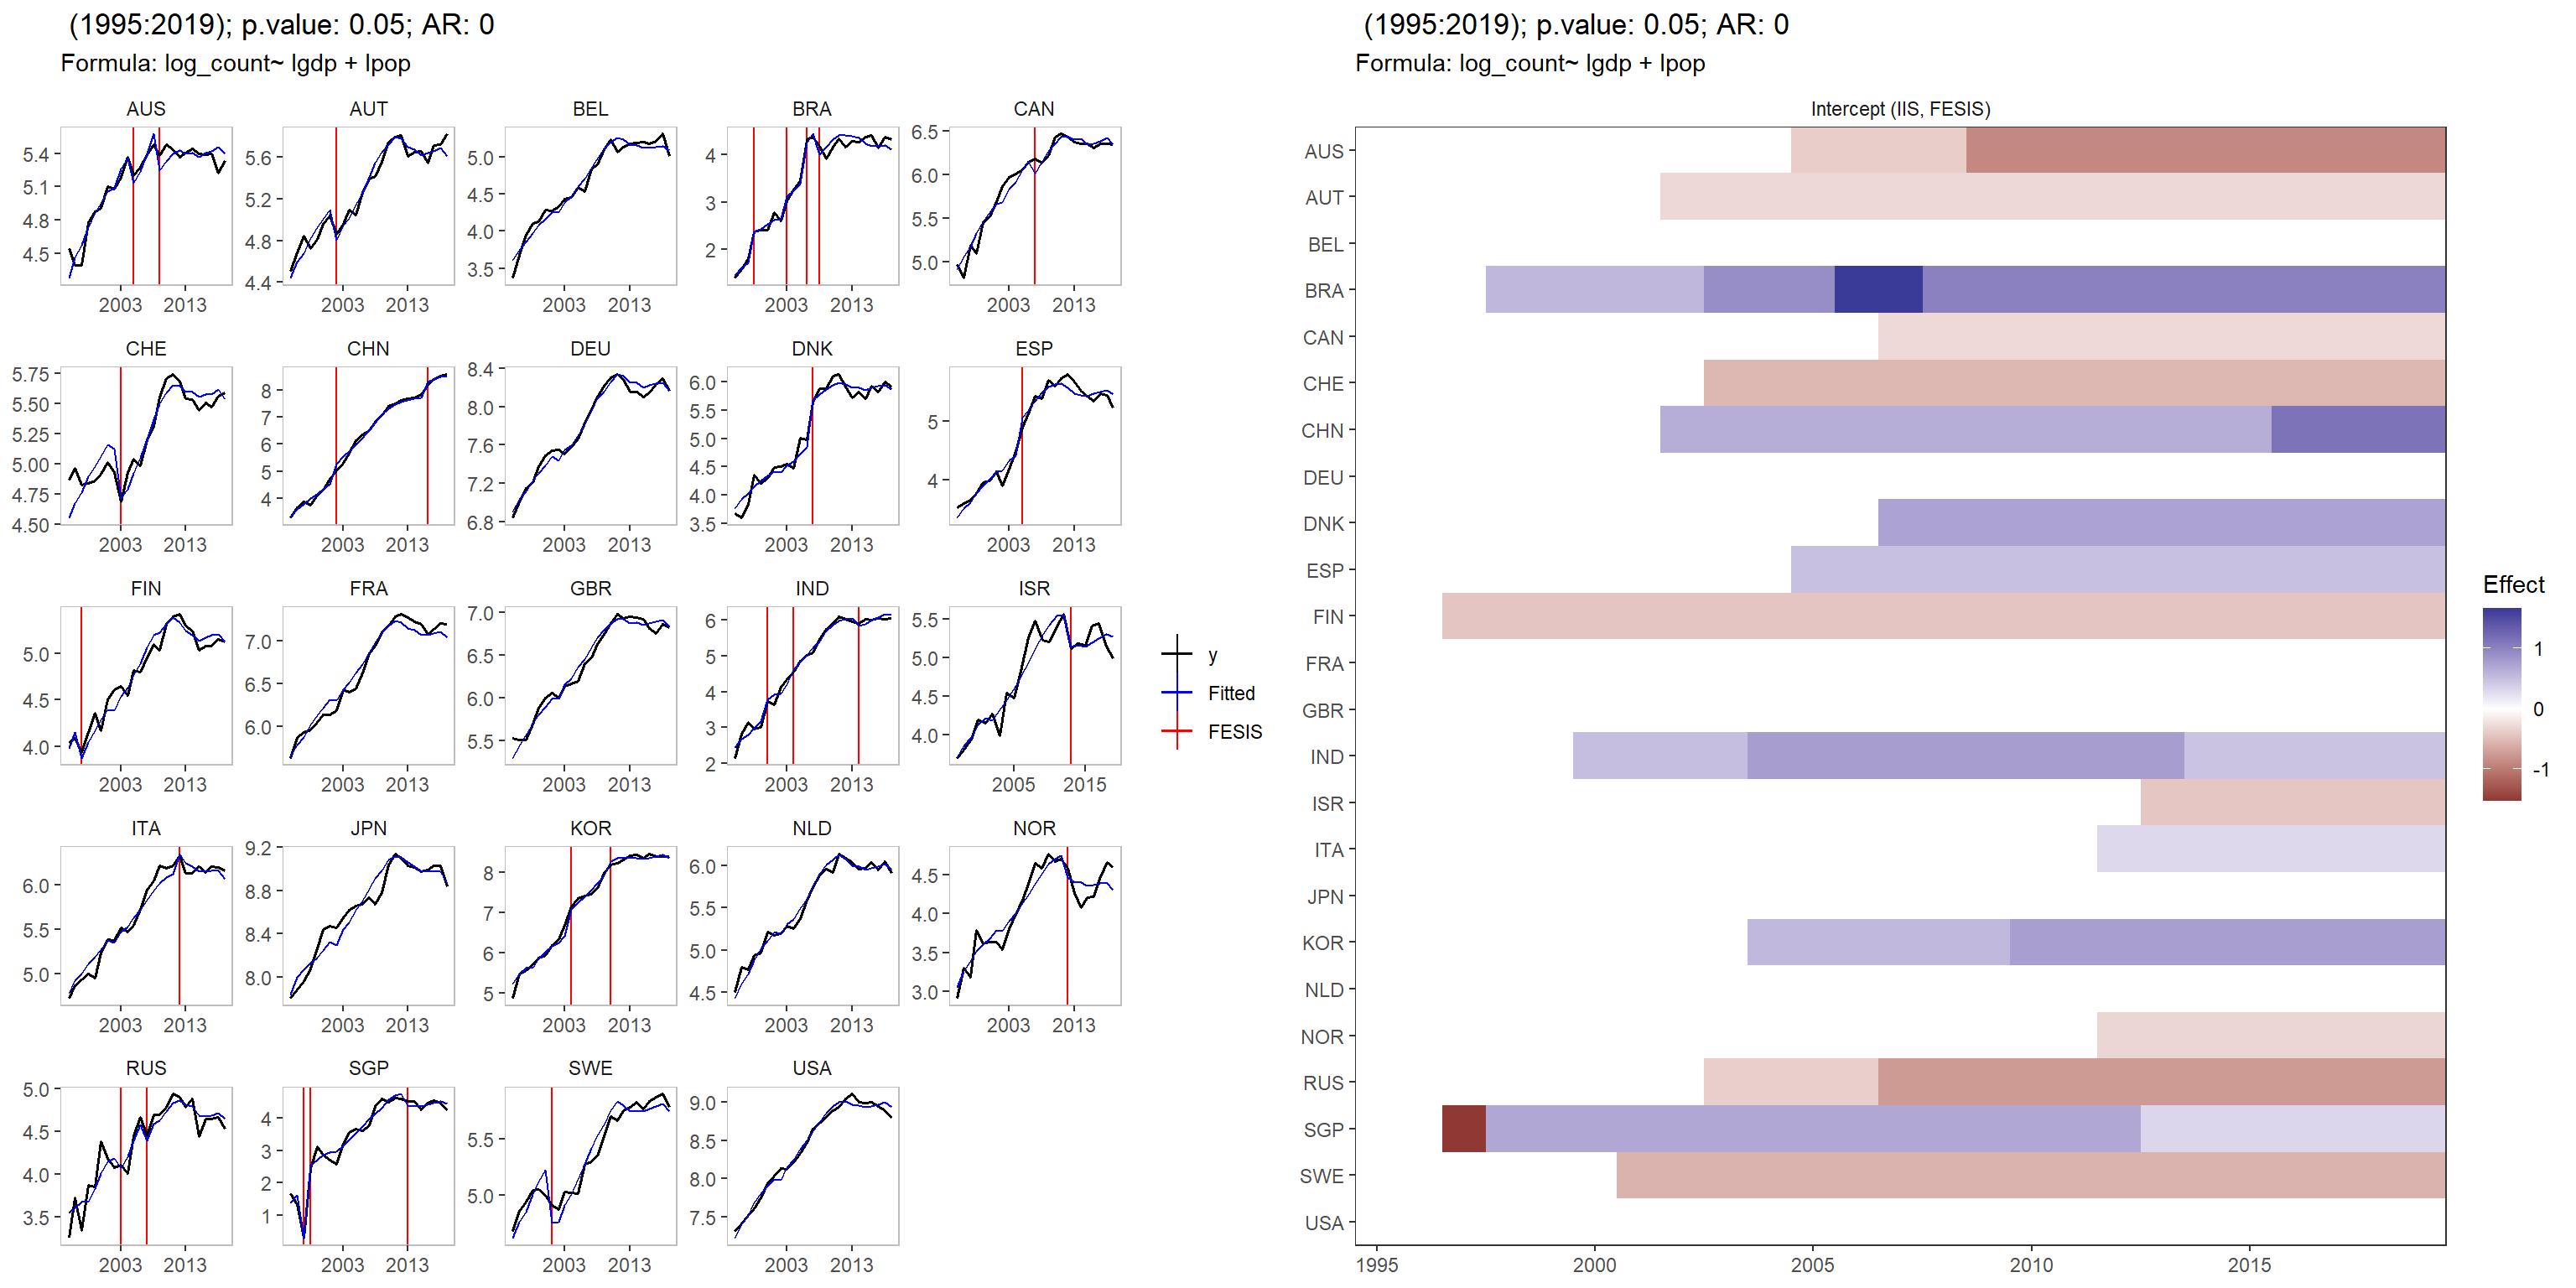 (1995:2019); p.value: 0.05; AR: 0
Formula: log_count~ lgdp + lpop
AUS AUT BEL BRA CAN
5.4 5.1 4.8 4.5
5.6 5.2 4.8 4.4
5.0 4.5 4.0 3.5
4 3 2
6.5 6.0 5.5 5.0
2003 2013 2003 2013 2003 2013 2003 2013 2003 2013
CHE CHN DEU DNK ESP
5.75 5.50 5.25 5.00 4.75 4.50
8 7 6 5 4
8.4 8.0 7.6 7.2 6.8
6.0 5.5 5.0 4.5 4.0 3.5
5 4
2003 2013 2003 2013 2003 2013 2003 2013 2003 2013
FIN FRA GBR IND ISR
5.0 4.5 4.0
7.0 6.5 6.0
7.0 6.5 6.0 5.5
6 5 4 3 2
5.5 5.0 4.5 4.0
2003 2013 2003 2013 2003 2013 2003 2013 2005 2015
ITA JPN KOR NLD NOR
6.0 5.5 5.0
9.2 8.8 8.4 8.0
8 7 6 5
6.0 5.5 5.0 4.5
4.5 4.0 3.5 3.0
2003 2013 2003 2013 2003 2013 2003 2013 2003 2013
RUS SGP SWE USA
5.0 4.5 4.0 3.5
4 3 2 1
5.5 5.0
9.0 8.5 8.0 7.5
2003 2013 2003 2013 2003 2013 2003 2013
y
Fitted
FESIS
(1995:2019); p.value: 0.05; AR: 0
Formula: log_count~ lgdp + lpop
Intercept (IIS, FESIS)
AUS
AUT
BEL
BRA
CAN
CHE
CHN
DEU
DNK
ESP
FIN
FRA
GBR
IND
ISR
ITA
JPN
KOR
NLD
NOR
RUS
SGP
SWE
USA
1995 2000 2005 2010 2015
Effect
1
0
-1